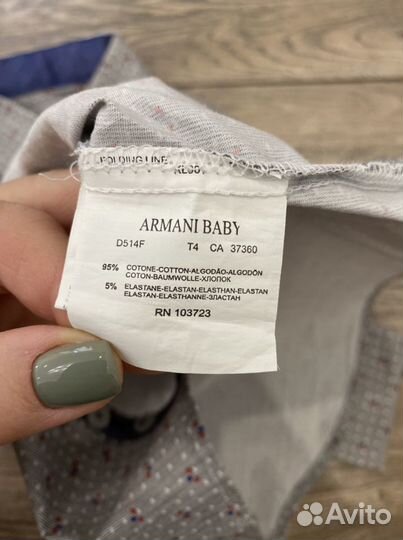 FOLDING LINE
ARMANI BABY
D514F T4 CA 37360
95% COTONE-COTTON-ALGODÃO-ALGODÓN
COTON-BAUMWOLLE-ХЛОПОК
5% ELASTANE-ELASTAN-ELASTHAN-ELASTAN
ELASTAN-ELASTHANNE-ЭЛАСТАН
RN 103723
Avito